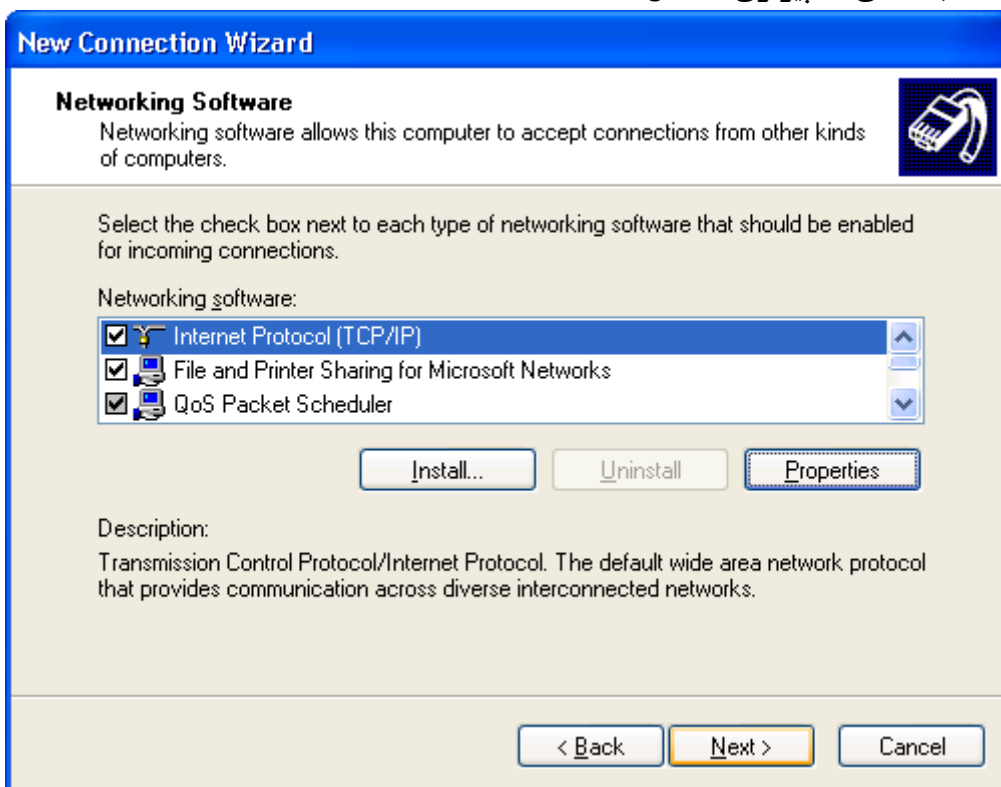 New Connection Wizard
Networking Software
Networking software allows this computer to accept connections from other kinds
of computers.
Select the check box next to each type of networking software that should be enabled
for incoming connections.
Networking software:
Internet Protocol (TCP/IP)
File and Printer Sharing for Microsoft Networks
QoS Packet Scheduler
Install...
Uninstall
Properties
Description:
Transmission Control Protocol/Internet Protocol. The default wide area network protocol
that provides communication across diverse interconnected networks.
< Back
Next >
Cancel